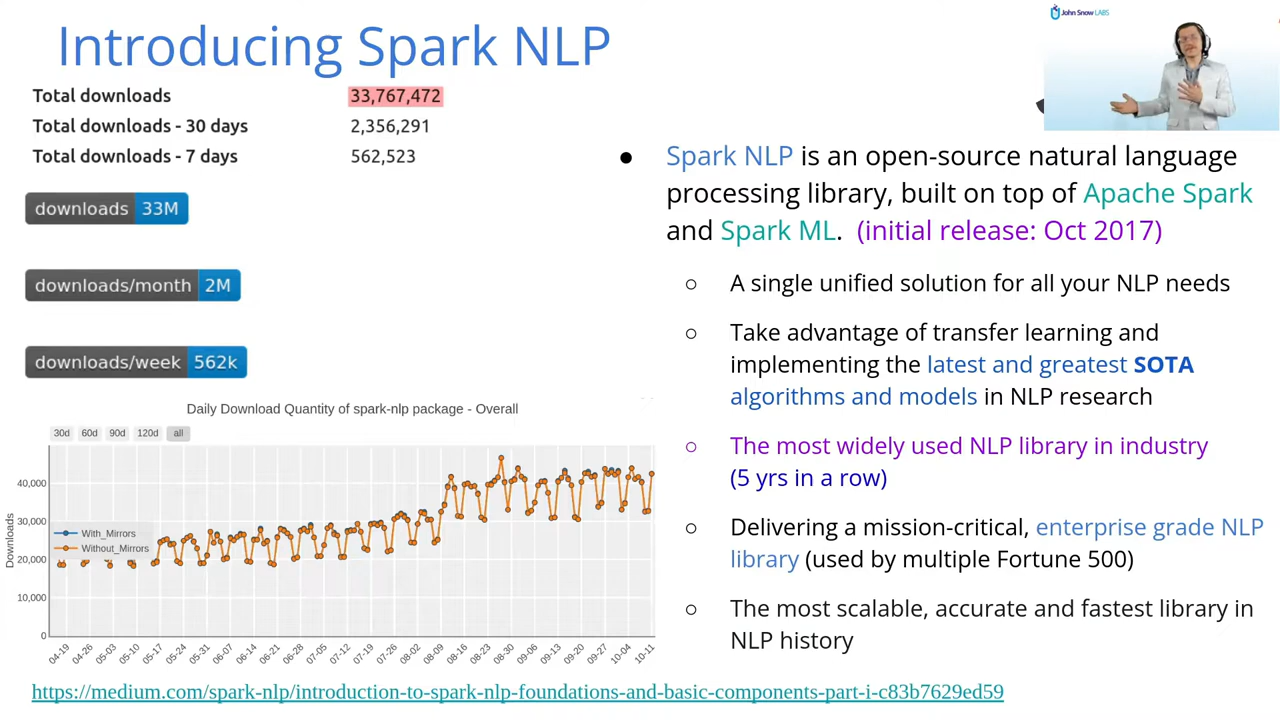 Introducing Spark NLP
John Snow LABS
Total downloads 33,767,472
Total downloads - 30 days 2,356,291
Total downloads - 7 days 562,523
downloads 33M
downloads/month 2M
downloads/week 562k
Daily Download Quantity of spark-nlp package - Overall
30d 60d 90d 120d all
Downloads
40,000
30,000
20,000
10,000
0
With_Mirrors
Without_Mirrors
04-19 04-26 05-03 05-10 05-17 05-24 05-31 06-07 06-14 06-21 06-28 07-05 07-12 07-19 07-26 08-02 08-09 08-16 08-23 08-30 09-06 09-13 09-20 09-27 10-04 10-11
● Spark NLP is an open-source natural language
processing library, built on top of Apache Spark
and Spark ML. (initial release: Oct 2017)
○ A single unified solution for all your NLP needs
○ Take advantage of transfer learning and
implementing the latest and greatest SOTA
algorithms and models in NLP research
○ The most widely used NLP library in industry
(5 yrs in a row)
○ Delivering a mission-critical, enterprise grade NLP
library (used by multiple Fortune 500)
○ The most scalable, accurate and fastest library in
NLP history
https://medium.com/spark-nlp/introduction-to-spark-nlp-foundations-and-basic-components-part-i-c83b7629ed59